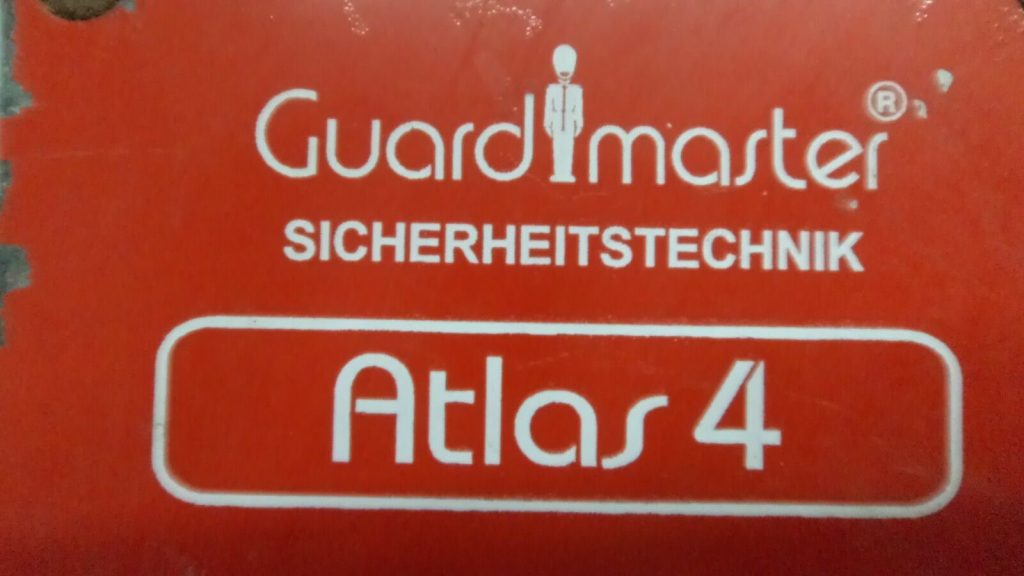 Guardmaster®
SICHERHEITSTECHNIK
Atlas 4